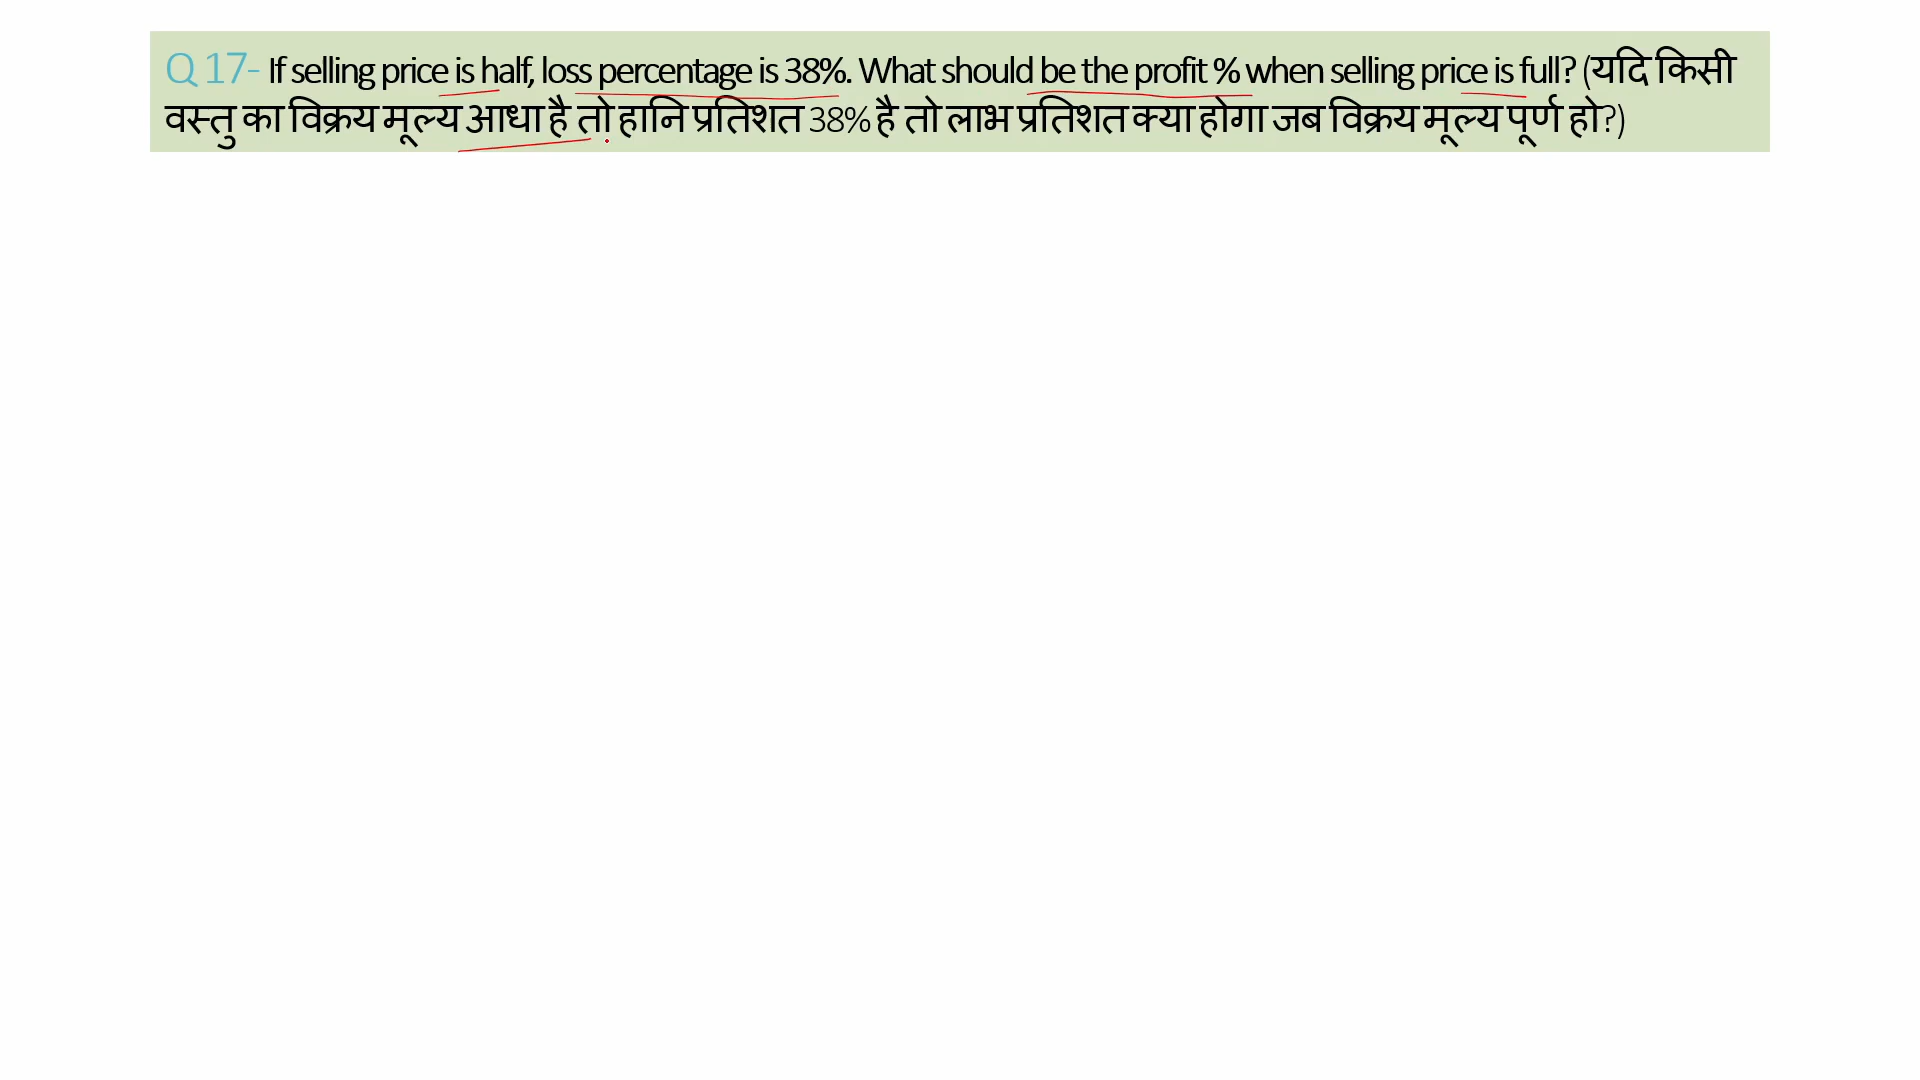 Q 17- If selling price is half, loss percentage is 38%. What should be the profit % when selling price is full? (यदि किसी
वस्तु का विक्रय मूल्य आधा है तो हानि प्रतिशत 38% है तो लाभ प्रतिशत क्या होगा जब विक्रय मूल्य पूर्ण हो?)